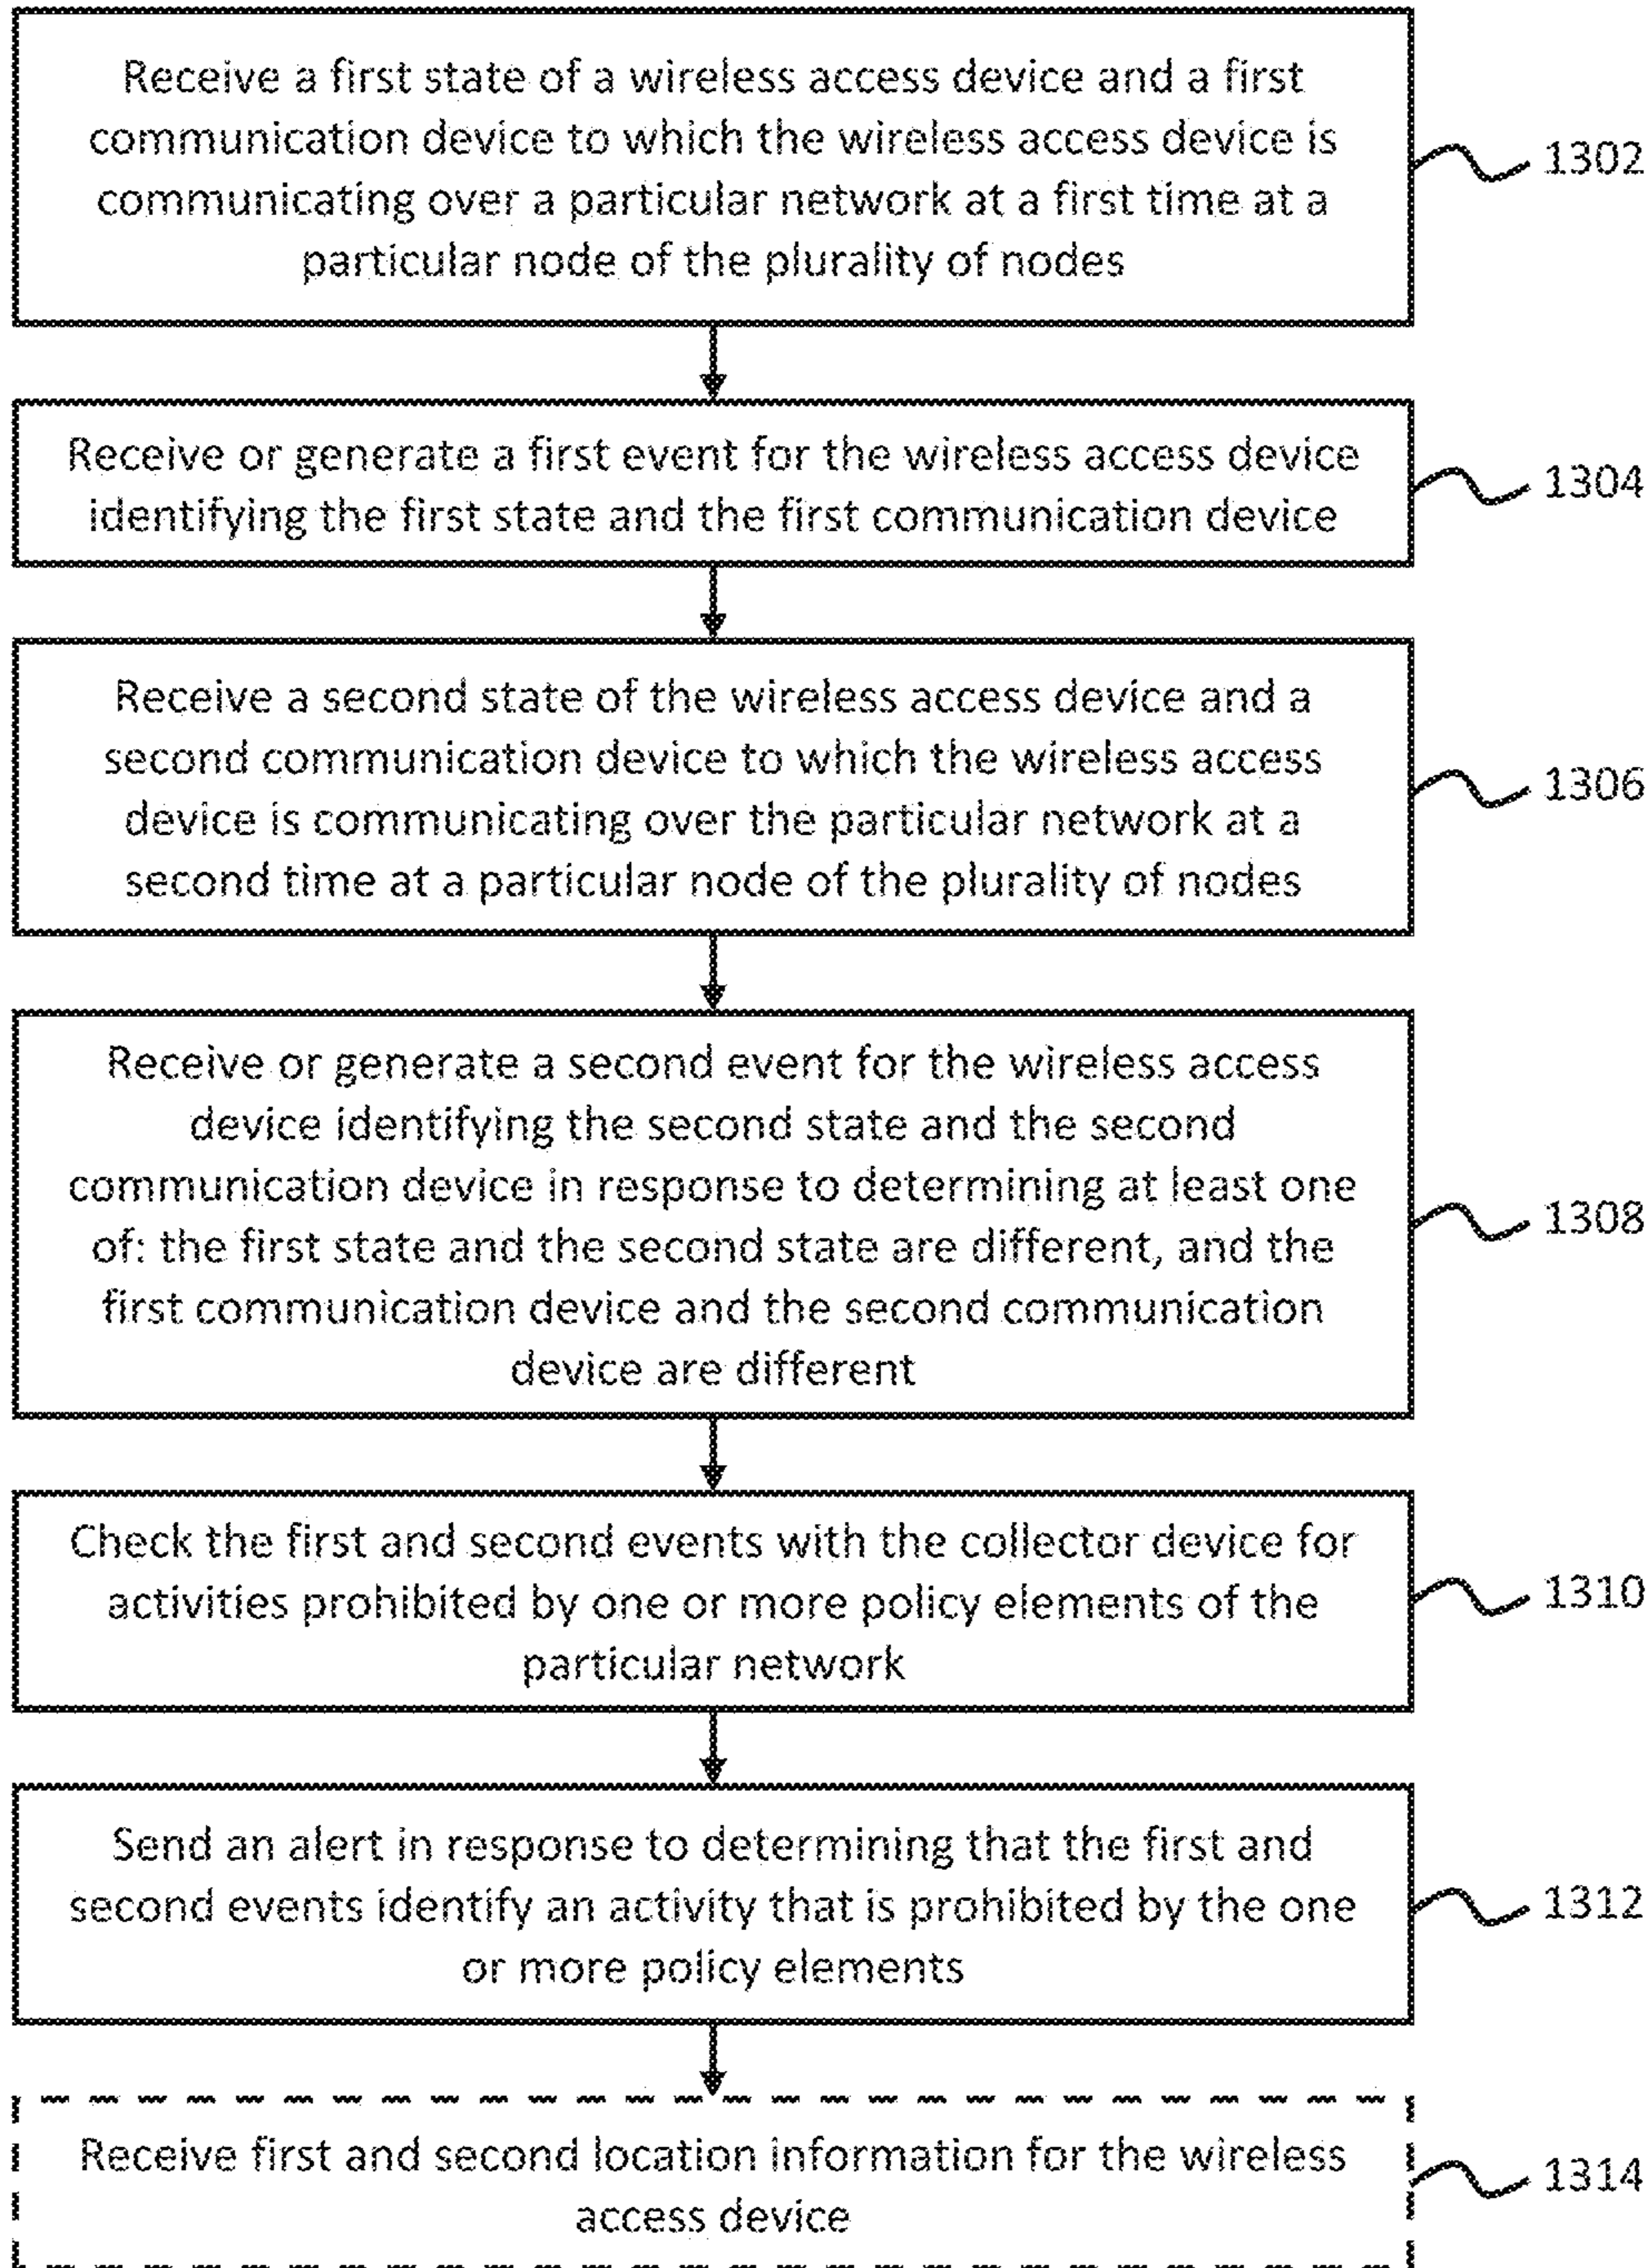 Receive a first state of a wireless access device and a first
communication device to which the wireless access device is
communicating over a particular network at a first time at a
particular node of the plurality of nodes
1302
Receive or generate a first event for the wireless access device
identifying the first state and the first communication device
1304
Receive a second state of the wireless access device and a
second communication device to which the wireless access
device is communicating over the particular network at a
second time at a particular node of the plurality of nodes
1306
Receive or generate a second event for the wireless access
device identifying the second state and the second
communication device in response to determining at least one
of: the first state and the second state are different, and the
first communication device and the second communication
device are different
1308
Check the first and second events with the collector device for
activities prohibited by one or more policy elements of the
particular network
1310
Send an alert in response to determining that the first and
second events identify an activity that is prohibited by the one
or more policy elements
1312
Receive first and second location information for the wireless
access device
1314